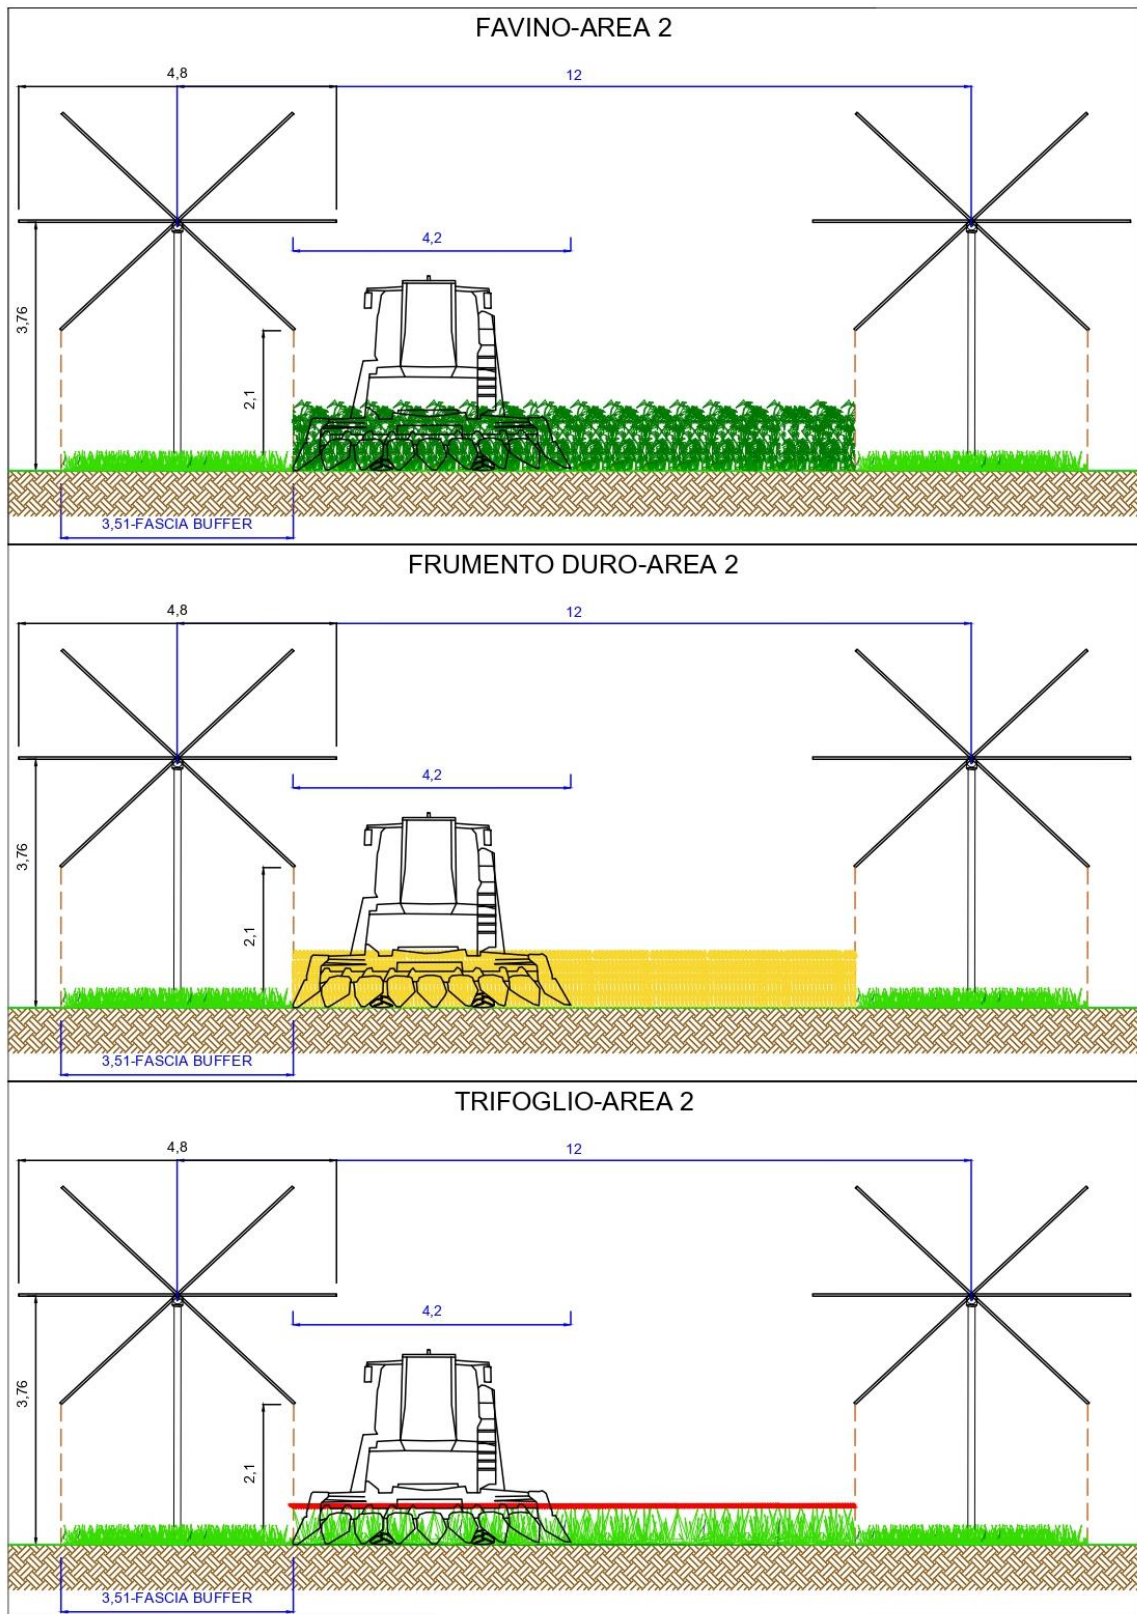 FAVINO-AREA 2
4,8
12
4,2
3,76
2,1
3,51-FASCIA BUFFER
FRUMENTO DURO-AREA 2
4,8
12
4,2
3,76
2,1
3,51-FASCIA BUFFER
TRIFOGLIO-AREA 2
4,8
12
4,2
3,76
2,1
3,51-FASCIA BUFFER